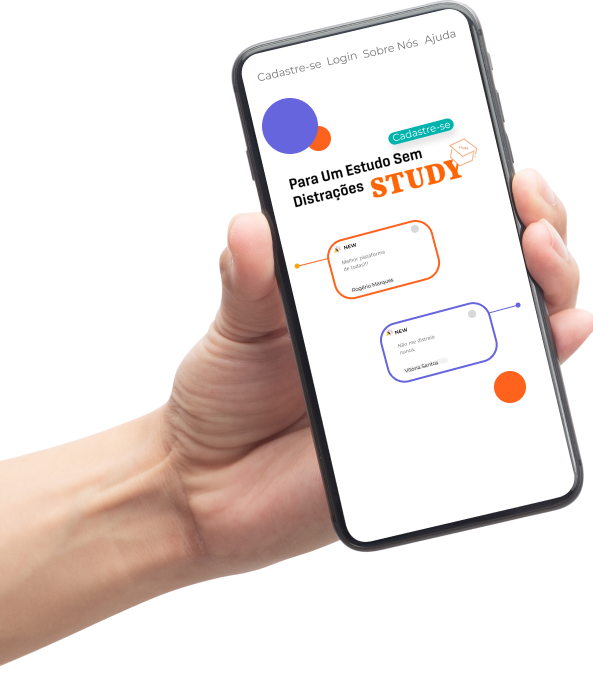 Cadastre-se Login Sobre Nós Ajuda
Cadastre-se
Para Um Estudo Sem
Distrações STUDY
NEW
Melhor plataforma
de todas!!!
Rogério Marques
NEW
Não me distraio
nunca.
Vitória Santos